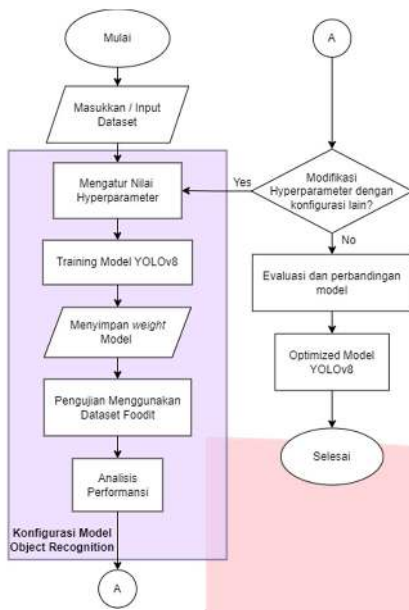 Mulai
Masukkan / Input
Dataset
Mengatur Nilai
Hyperparameter
Training Model YOLOv8
Menyimpan weight
Model
Pengujian Menggunakan
Dataset Foodit
Analisis
Performansi
Konfigurasi Model
Object Recognition
A
A
Modifikasi
Hyperparameter dengan
konfigurasi lain?
Yes
No
Evaluasi dan perbandingan
model
Optimized Model
YOLOv8
Selesai